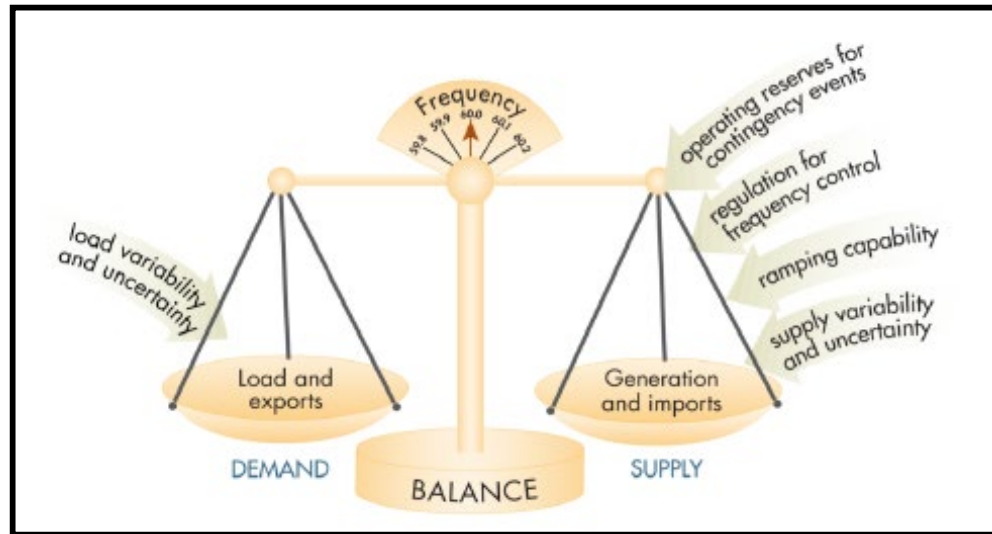 Frequency
59.8 59.9 60.0 60.1 60.2
operating reserves for
contingency events
regulation for
frequency control
ramping capability
supply variability
and uncertainty
load variability
and uncertainty
Load and
exports
Generation
and imports
DEMAND
SUPPLY
BALANCE